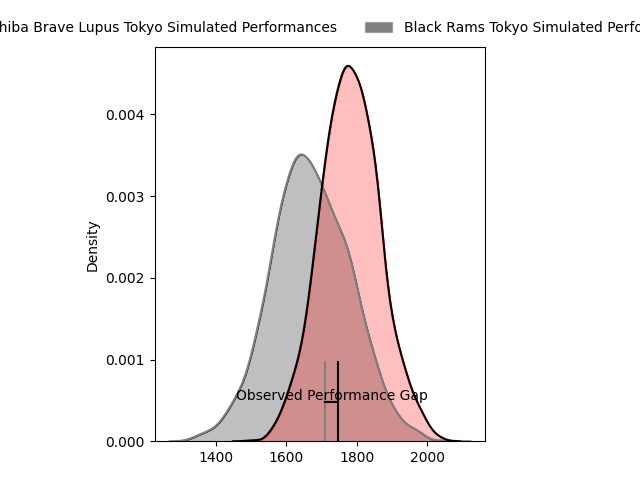 hiba Brave Lupus Tokyo Simulated Performances
Black Rams Tokyo Simulated Perfo
0.004
0.003
0.002
0.001
0.000
Density
Observed Performance Gap
1400 1600 1800 2000